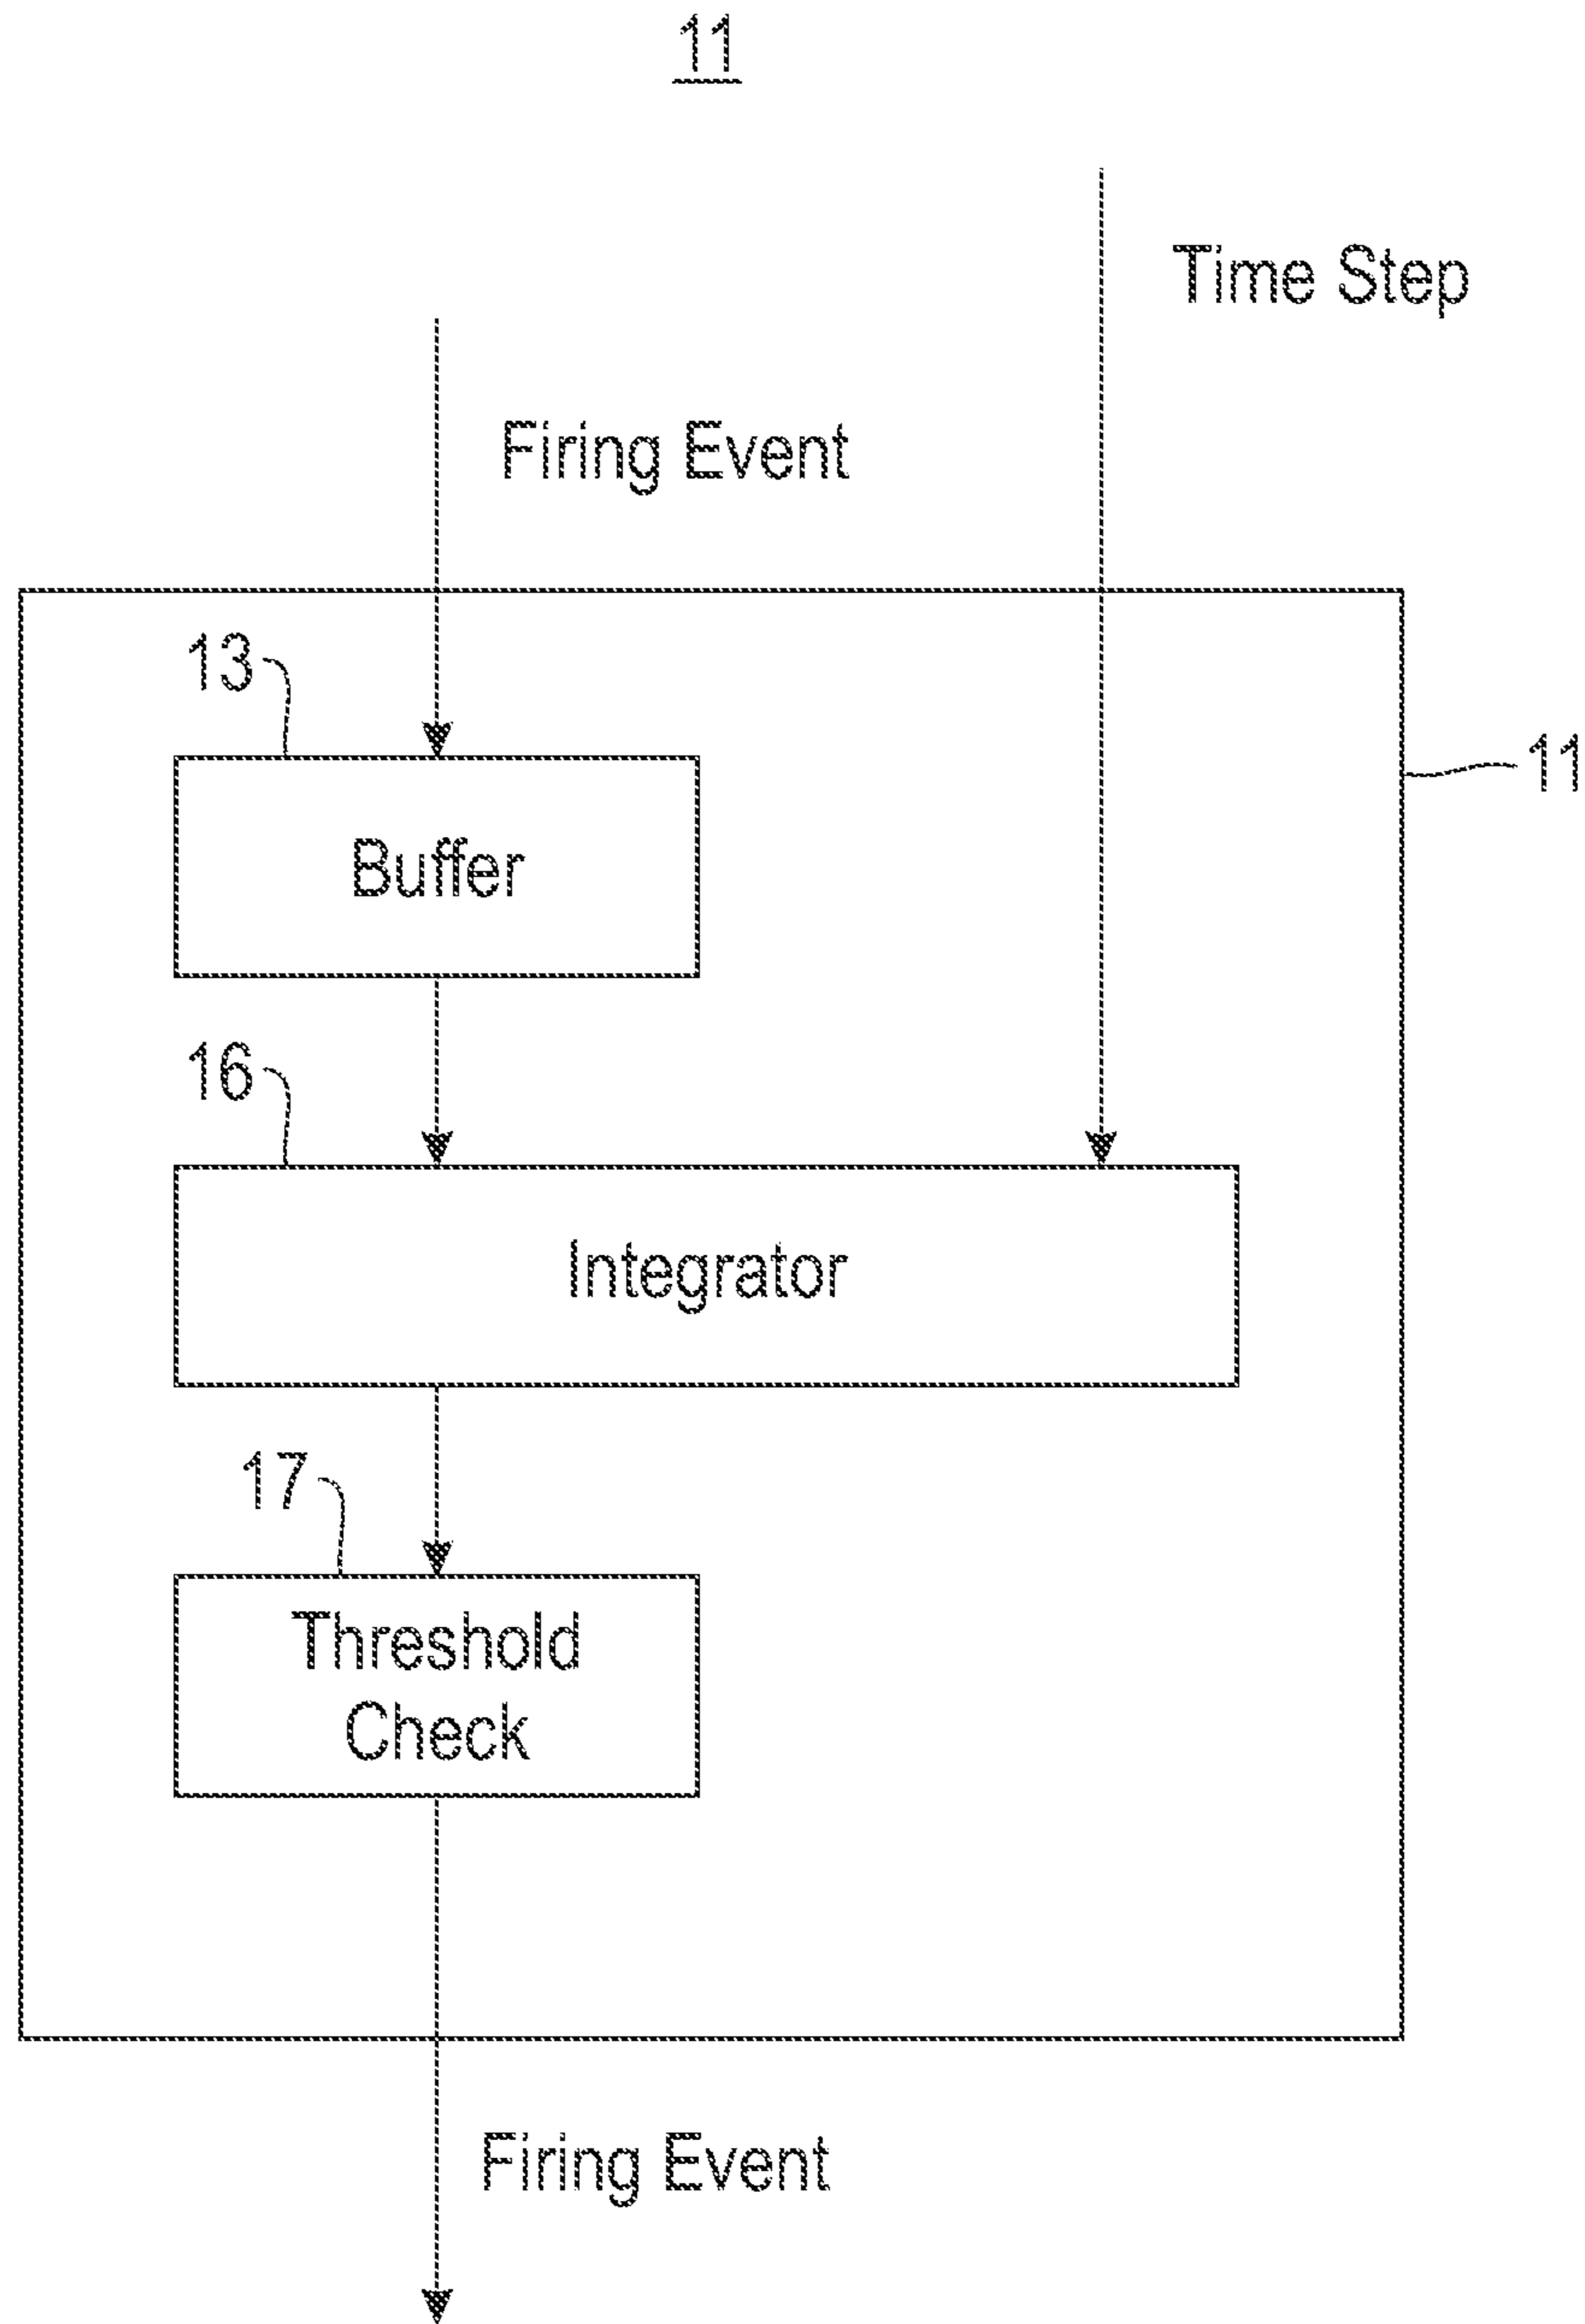 11
Time Step
Firing Event
13
11
Buffer
16
Integrator
17
Threshold
Check
Firing Event